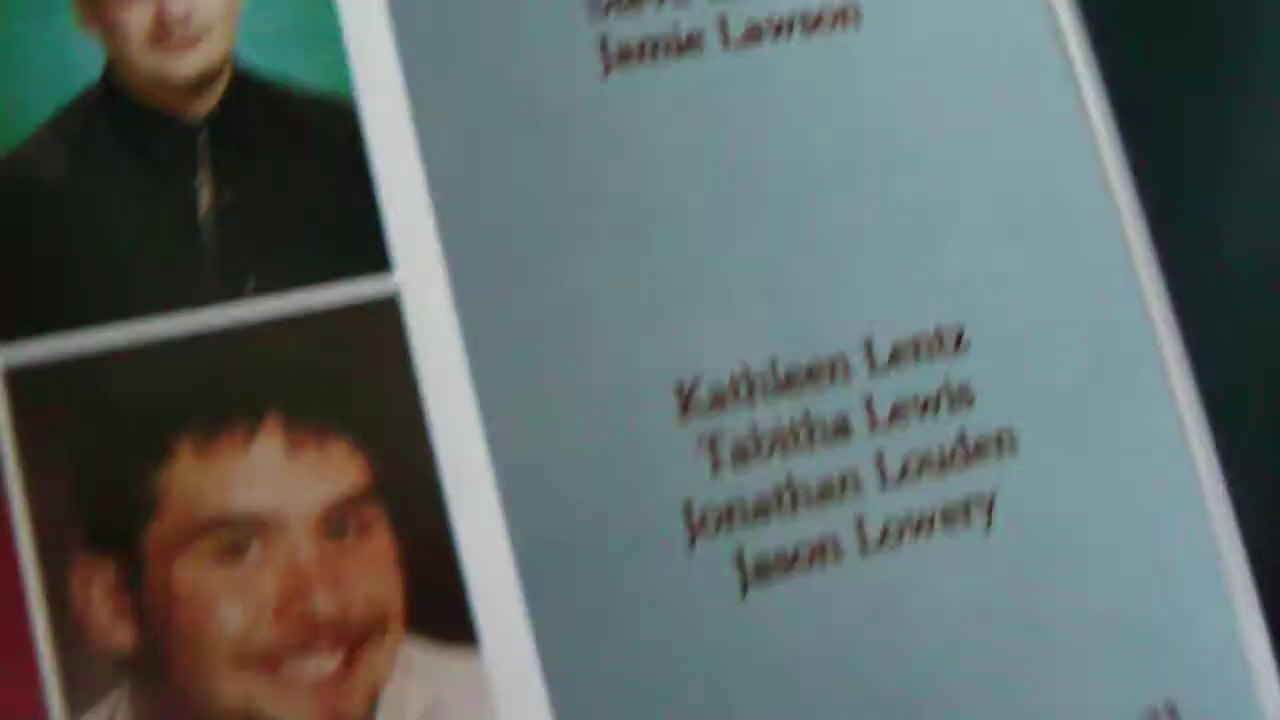 Jamie Lawson
Kathleen Lentz
Tabitha Lewis
Jonathan Louden
Jason Lowery